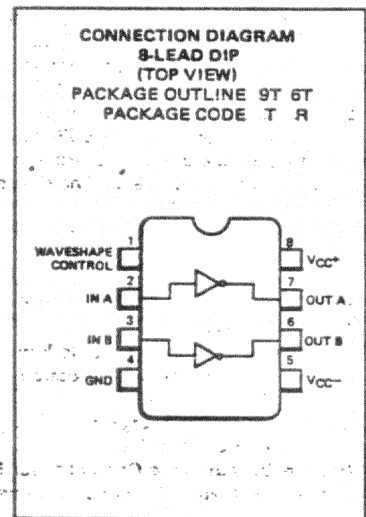 CONNECTION DIAGRAM
8-LEAD DIP
(TOP VIEW)
PACKAGE OUTLINE 9T 6T
PACKAGE CODE T R
1
WAVESHAPE
CONTROL
2
IN A
3
IN B
4
GND
8
VCC+
7
OUT A
6
OUT B
5
VCC–